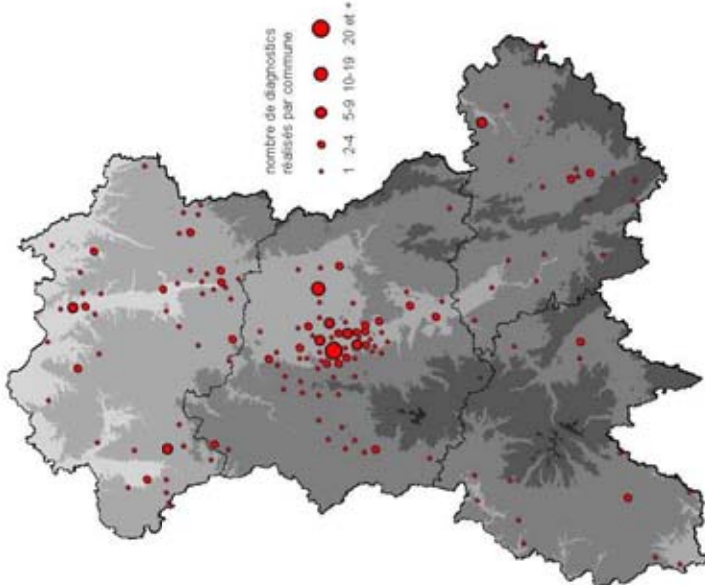 nombre de diagnostics
réalisés par commune
1 2-4 5-9 10-19 20 et +